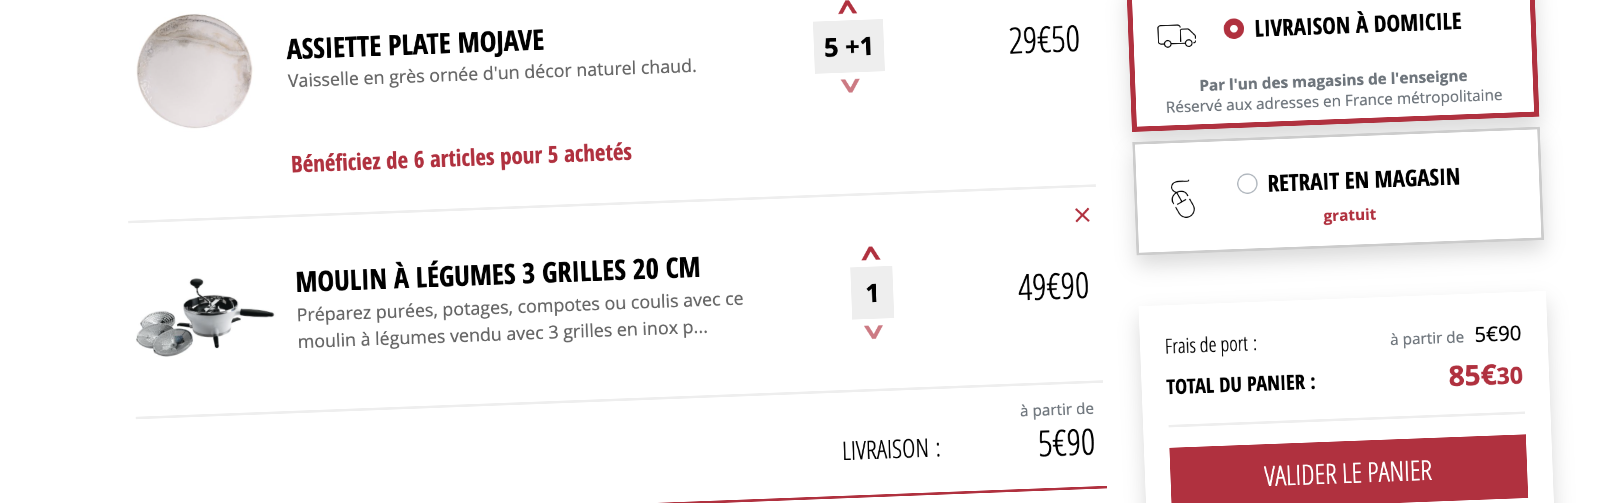 ASSIETTE PLATE MOJAVE
Vaisselle en grès ornée d'un décor naturel chaud.
5 +1
29€50
Bénéficiez de 6 articles pour 5 achetés
MOULIN À LÉGUMES 3 GRILLES 20 CM
Préparez purées, potages, compotes ou coulis avec ce
moulin à légumes vendu avec 3 grilles en inox p...
1
49€90
à partir de
LIVRAISON : 5€90
LIVRAISON À DOMICILE
Par l'un des magasins de l'enseigne
Réservé aux adresses en France métropolitaine
RETRAIT EN MAGASIN
gratuit
Frais de port : à partir de 5€90
TOTAL DU PANIER : 85€30
VALIDER LE PANIER